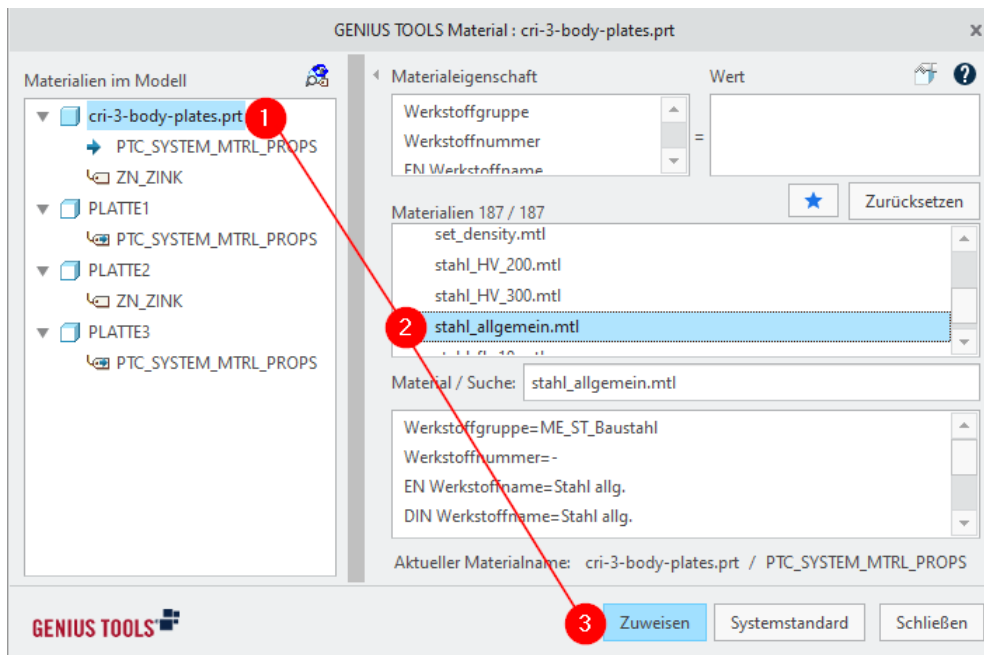 GENIUS TOOLS Material : cri-3-body-plates.prt
x
Materialien im Modell
cri-3-body-plates.prt
1
PTC_SYSTEM_MTRL_PROPS
ZN_ZINK
PLATTE1
PTC_SYSTEM_MTRL_PROPS
PLATTE2
ZN_ZINK
PLATTE3
PTC_SYSTEM_MTRL_PROPS
Materialeigenschaft
Wert
?
Werkstoffgruppe
Werkstoffnummer
EN Werkstoffname
=
Zurücksetzen
Materialien 187 / 187
set_density.mtl
stahl_HV_200.mtl
stahl_HV_300.mtl
2
stahl_allgemein.mtl
Material / Suche: stahl_allgemein.mtl
Werkstoffgruppe=ME_ST_Baustahl
Werkstoffnummer=-
EN Werkstoffname=Stahl allg.
DIN Werkstoffname=Stahl allg.
Aktueller Materialname: cri-3-body-plates.prt / PTC_SYSTEM_MTRL_PROPS
GENIUS TOOLS
3
Zuweisen
Systemstandard
Schließen